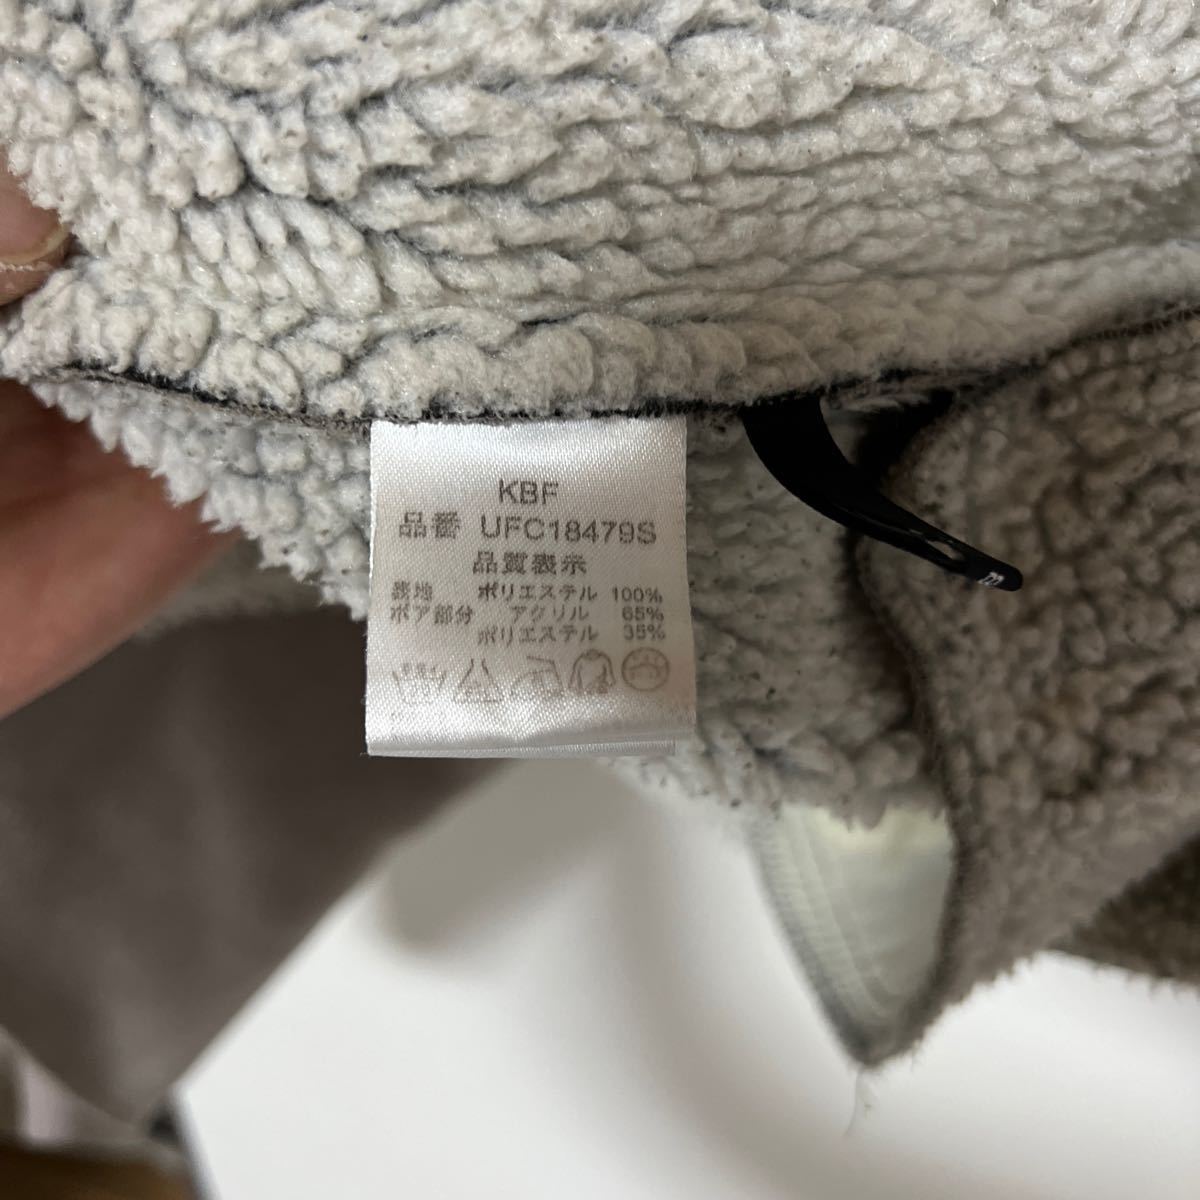 KBF
品番 UFC18479S
品質表示
表地 ポリエステル 100%
ボア部分 アクリル 65%
ポリエステル 35%